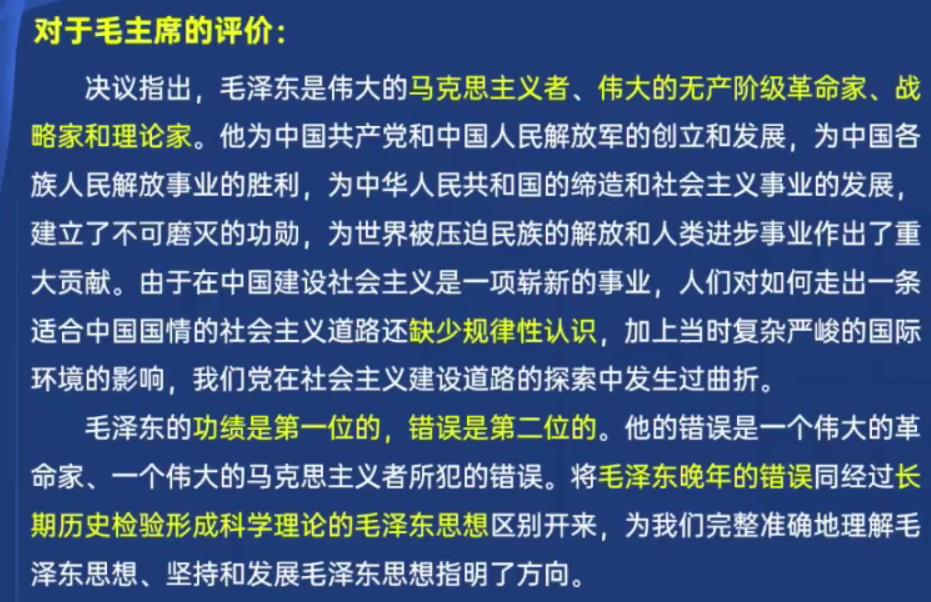 对于毛主席的评价：
决议指出，毛泽东是伟大的马克思主义者、伟大的无产阶级革命家、战
略家和理论家。他为中国共产党和中国人民解放军的创立和发展，为中国各
族人民解放事业的胜利，为中华人民共和国的缔造和社会主义事业的发展，
建立了不可磨灭的功勋，为世界被压迫民族的解放和人类进步事业作出了重
大贡献。由于在中国建设社会主义是一项崭新的事业，人们对如何走出一条
适合中国国情的社会主义道路还缺少规律性认识，加上当时复杂严峻的国际
环境的影响，我们党在社会主义建设道路的探索中发生过曲折。
毛泽东的功绩是第一位的，错误是第二位的。他的错误是一个伟大的革
命家、一个伟大的马克思主义者所犯的错误。将毛泽东晚年的错误同经过长
期历史检验形成科学理论的毛泽东思想区别开来，为我们完整准确地理解毛
泽东思想、坚持和发展毛泽东思想指明了方向。